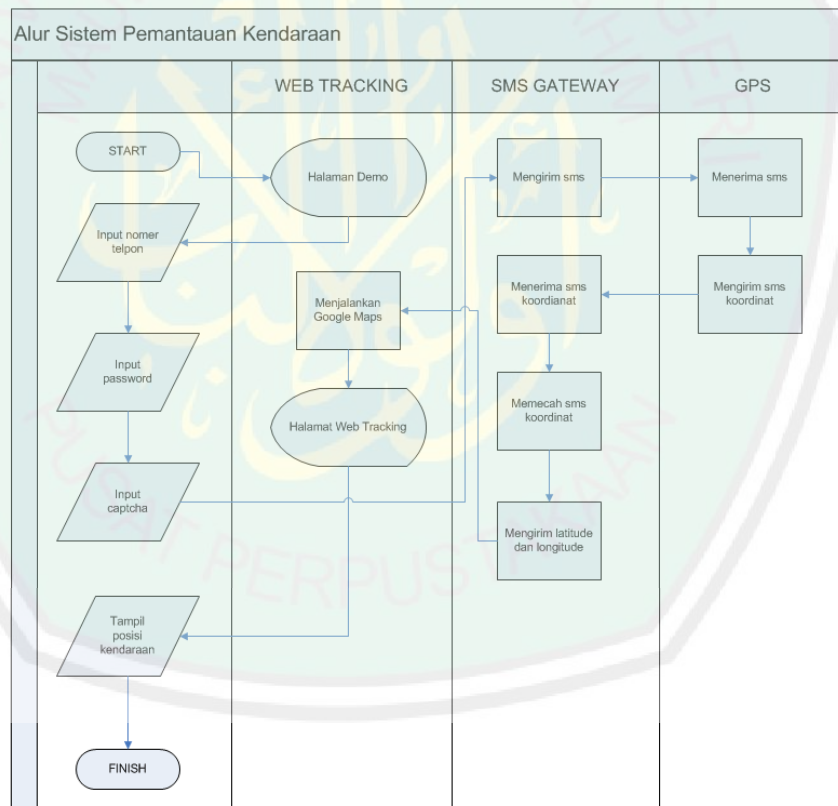 Alur Sistem Pemantauan Kendaraan
WEB TRACKING
SMS GATEWAY
GPS
START
Halaman Demo
Mengirim sms
Menerima sms
Input nomer
telpon
Menjalankan
Google Maps
Menerima sms
koordianat
Mengirim sms
koordinat
Input
password
Halamat Web Tracking
Memecah sms
koordinat
Input
captcha
Mengirim latitude
dan longitude
Tampil
posisi
kendaraan
FINISH
PUSAT PERPUSTAKAAN